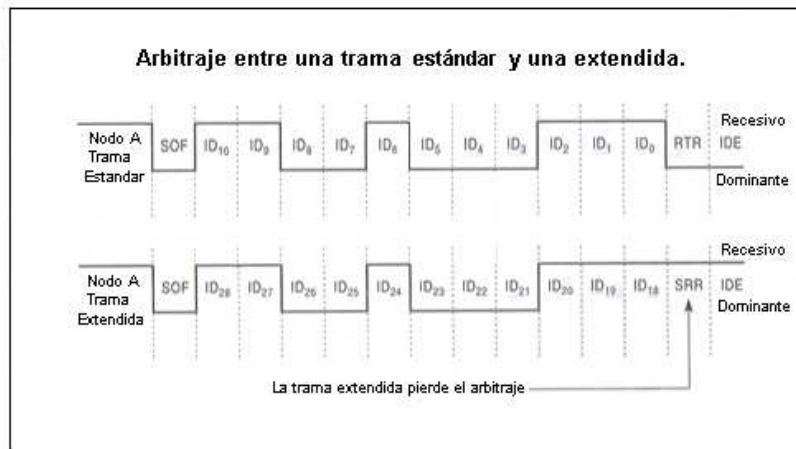 Arbitraje entre una trama estándar y una extendida.
Recesivo
Nodo A
Trama
Estandar
SOF ID10 ID9 ID8 ID7 ID6 ID5 ID4 ID3 ID2 ID1 ID0 RTR IDE
Dominante
Recesivo
Nodo A
Trama
Extendida
SOF ID28 ID27 ID26 ID25 ID24 ID23 ID22 ID21 ID20 ID19 ID18 SRR IDE
Dominante
La trama extendida pierde el arbitraje